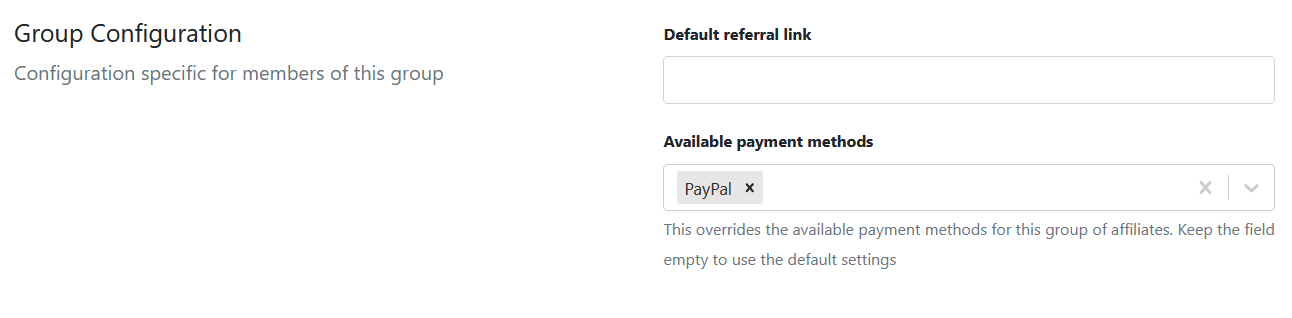 Group Configuration
Configuration specific for members of this group
Default referral link
Available payment methods
PayPal
This overrides the available payment methods for this group of affiliates. Keep the field
empty to use the default settings